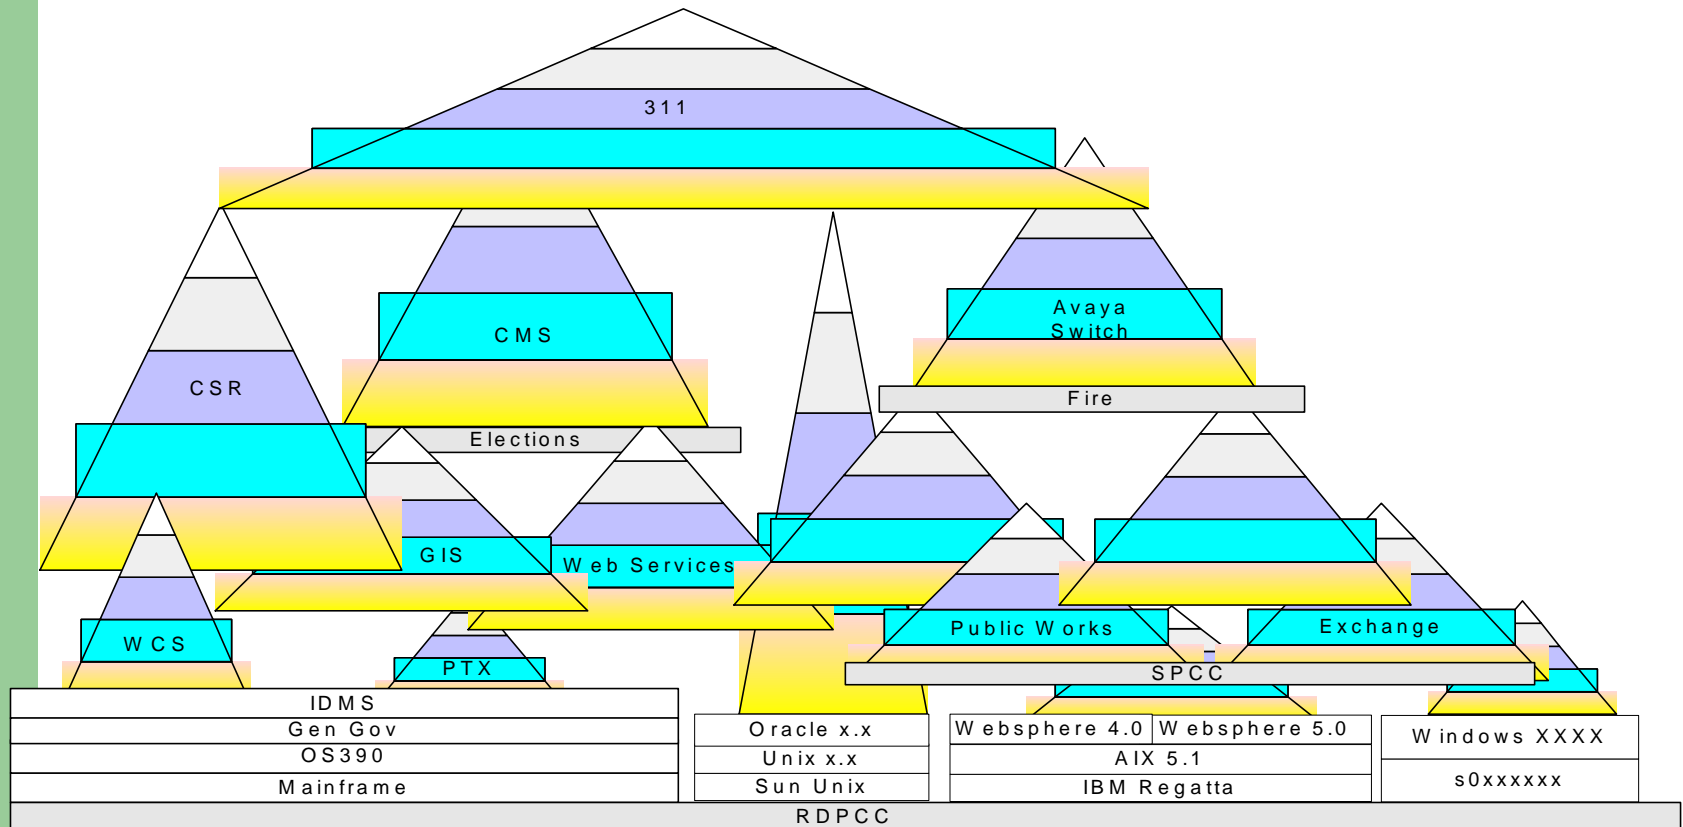 311
Avaya
Switch
CMS
CSR
Fire
Elections
GIS
Web Services
Public Works
Exchange
WCS
PTX
SPCC
IDMS
Gen Gov
OS390
Mainframe
Oracle x.x
Unix x.x
Sun Unix
Websphere 4.0
Websphere 5.0
AIX 5.1
IBM Regatta
Windows XXXX
s0xxxxxx
RDPCC